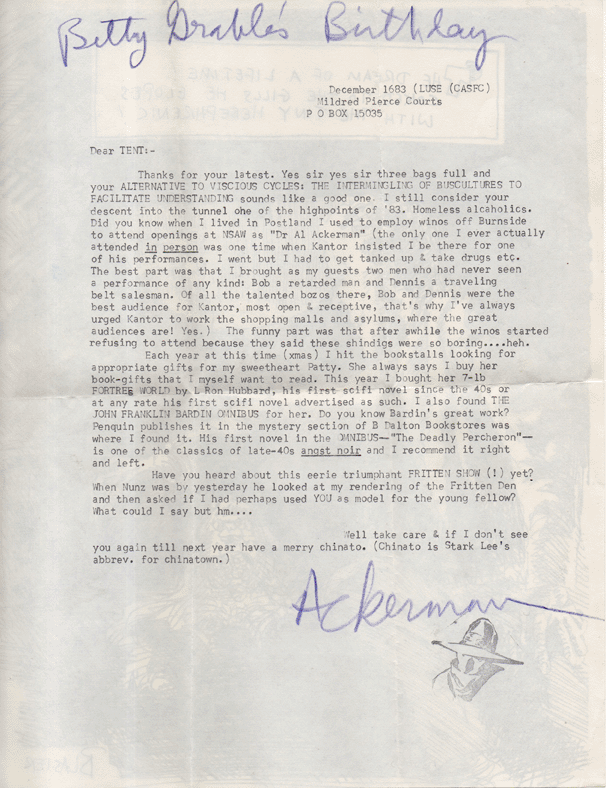 Betty Grable's Birthday
December 1683 (LUSE (CASFC)
Mildred Pierce Courts
P O BOX 15035
Dear TENT:-
Thanks for your latest. Yes sir yes sir three bags full and
your ALTERNATIVE TO VISCIOUS CYCLES: THE INTERMINGLING OF BUSCULTURES TO
FACILITATE UNDERSTANDING sounds like a good one. I still consider your
descent into the tunnel one of the highpoints of '83. Homeless alcoholics.
Did you know when I lived in Postland I used to employ winos off Burnside
to attend openings at NSAW as "Dr Al Ackerman" (the only one I ever actually
attended in person was one time when Kantor insisted I be there for one
of his performances. I went but I had to get tanked up & take drugs etc.
The best part was that I brought as my guests two men who had never seen
a performance of any kind: Bob a retarded man and Dennis a traveling
belt salesman. Of all the talented bozos there, Bob and Dennis were the
best audience for Kantor, most open & receptive, that's why I've always
urged Kantor to work the shopping malls and asylums, where the great
audiences are! Yes.) The funny part was that after awhile the winos started
refusing to attend because they said these shindigs were so boring....heh.
Each year at this time (xmas) I hit the bookstalls looking for
appropriate gifts for my sweetheart Patty. She always says I buy her
book-gifts that I myself want to read. This year I bought her 7-lb
FORTREE WORLD by L Ron Hubbard, his first scifi novel since the 40s or
at any rate his first scifi novel advertised as such. I also found THE
JOHN FRANKLIN BARDIN OMNIBUS for her. Do you know Bardin's great work?
Penquin publishes it in the mystery section of B Dalton Bookstores was
where I found it. His first novel in the OMNIBUS--"The Deadly Percheron"--
is one of the classics of late-40s angst noir and I recommend it right
and left.
Have you heard about this eerie triumphant FRITTEN SHOW (!) yet?
When Nunz was by yesterday he looked at my rendering of the Fritten Den
and then asked if I had perhaps used YOU as model for the young fellow?
What could I say but hm....
Well take care & if I don't see
you again till next year have a merry chinato. (Chinato is Stark Lee's
abbrev. for chinatown.)
Ackerman